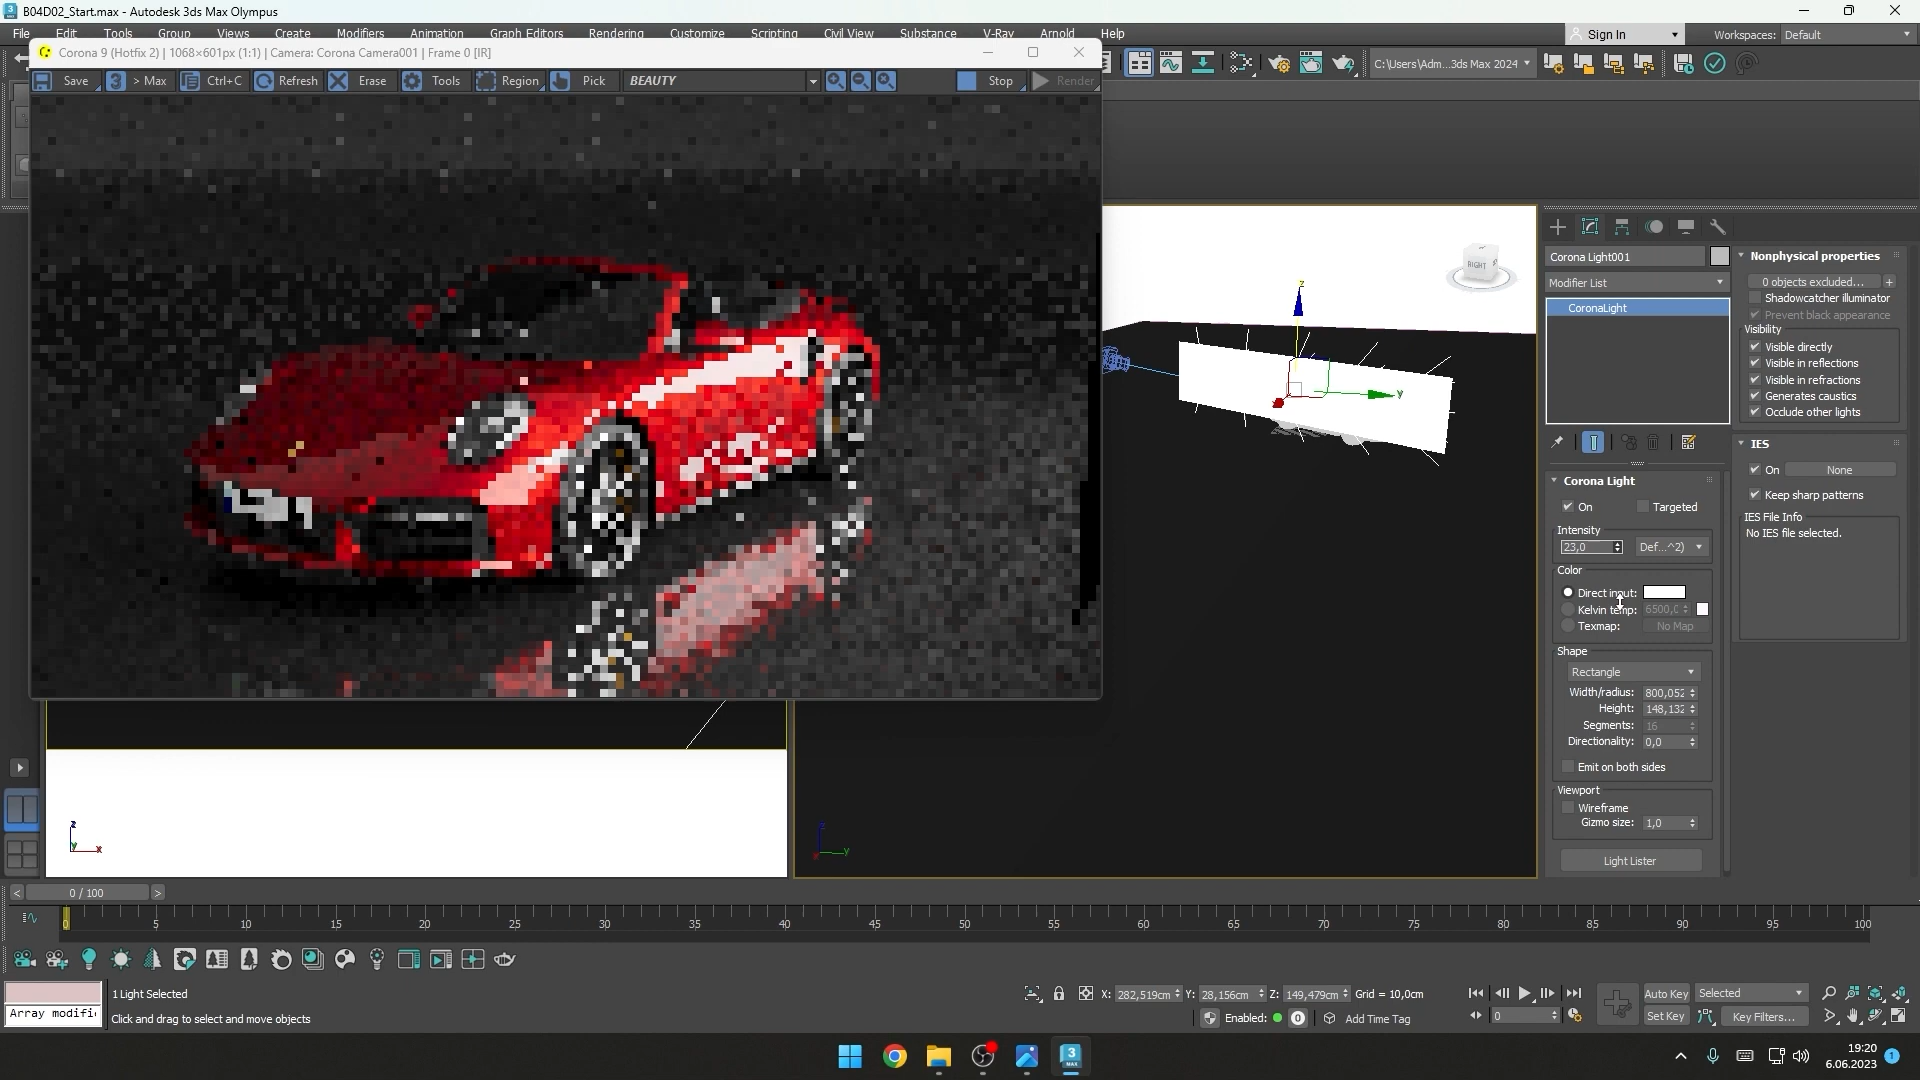 B04D02_Start.max - Autodesk 3ds Max Olympus
File Edit Tools Group Views Create Modifiers Animation Graph Editors Rendering Customize Scripting Civil View Substance V-Ray Arnold Help
Sign In Workspaces: Default
Corona 9 (Hotfix 2) | 1068×601px (1:1) | Camera: Corona Camera001 | Frame 0 [IR]
Save > Max Ctrl+C Refresh Erase Tools Region Pick BEAUTY Stop Render
C:\Users\Adm...3ds Max 2024
RIGHT
z
y
Corona Light001
Modifier List
CoronaLight
Corona Light
On Targeted
Intensity
23,0 Def...^2)
Color
Direct input:
Kelvin temp: 6500,0
Texmap: No Map
Shape
Rectangle
Width/radius: 800,052
Height: 148,132
Segments: 16
Directionality: 0,0
Emit on both sides
Viewport
Wireframe
Gizmo size: 1,0
Light Lister
Nonphysical properties
0 objects excluded... +
Shadowcatcher illuminator
Prevent black appearance
Visibility
Visible directly
Visible in reflections
Visible in refractions
Generates caustics
Occlude other lights
IES
On None
Keep sharp patterns
IES File Info
No IES file selected.
z
y
x
z
y
x
< 0 / 100 >
0 5 10 15 20 25 30 35 40 45 50 55 60 65 70 75 80 85 90 95 100
Array modifi
1 Light Selected
Click and drag to select and move objects
X: 282,519cm Y: 28,156cm Z: 149,479cm Grid = 10,0cm
Enabled: 0 Add Time Tag
0
Auto Key Selected
Set Key Key Filters...
3
MAX
19:20
6.06.2023
1